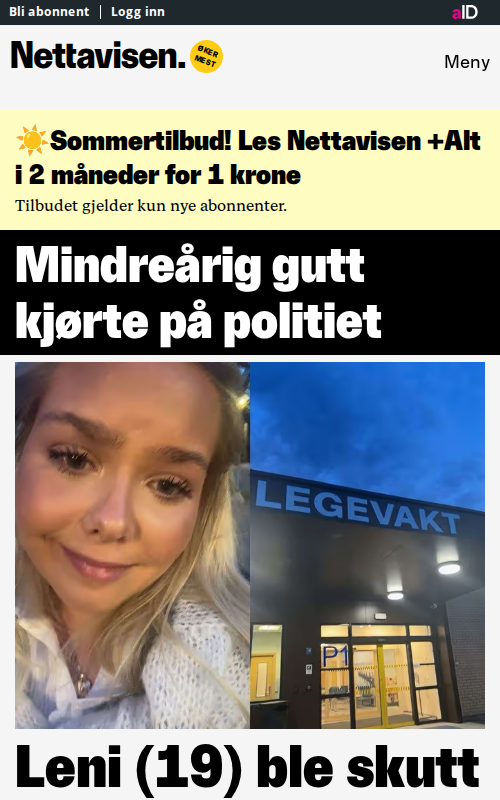 Bli abonnent | Logg inn
aID
Nettavisen.
ØKER
MEST
Meny
☀️Sommertilbud! Les Nettavisen +Alt
i 2 måneder for 1 krone
Tilbudet gjelder kun nye abonnenter.
Mindreårig gutt
kjørte på politiet
LEGEVAKT
P1
Leni (19) ble skutt